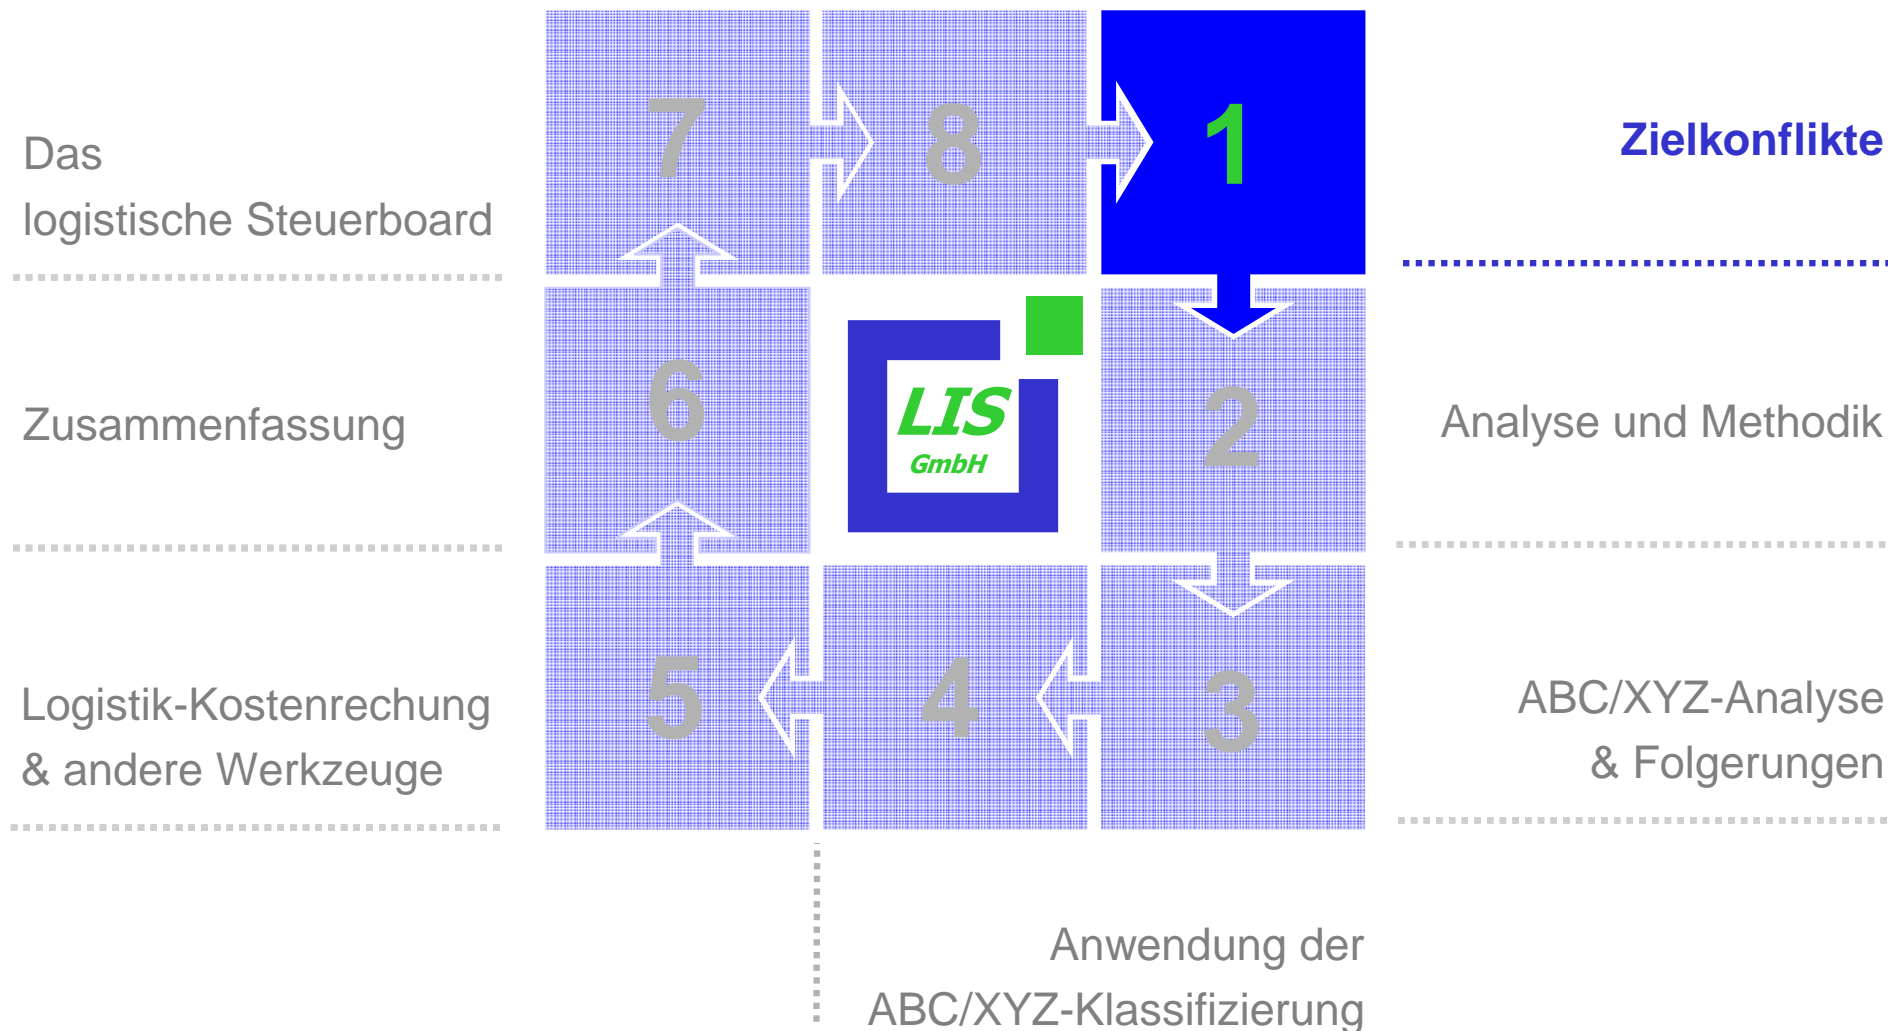 7
8
1
Das
logistische Steuerboard
Zielkonflikte
6
LIS
GmbH
2
Zusammenfassung
Analyse und Methodik
5
4
3
Logistik-Kostenrechung
& andere Werkzeuge
ABC/XYZ-Analyse
& Folgerungen
Anwendung der
ABC/XYZ-Klassifizierung